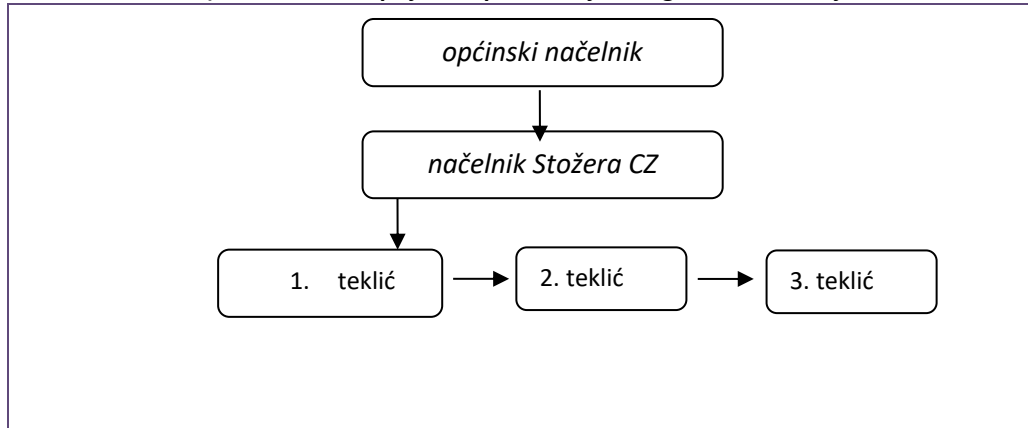 općinski načelnik
načelnik Stožera CZ
1. teklić
2. teklić
3. teklić